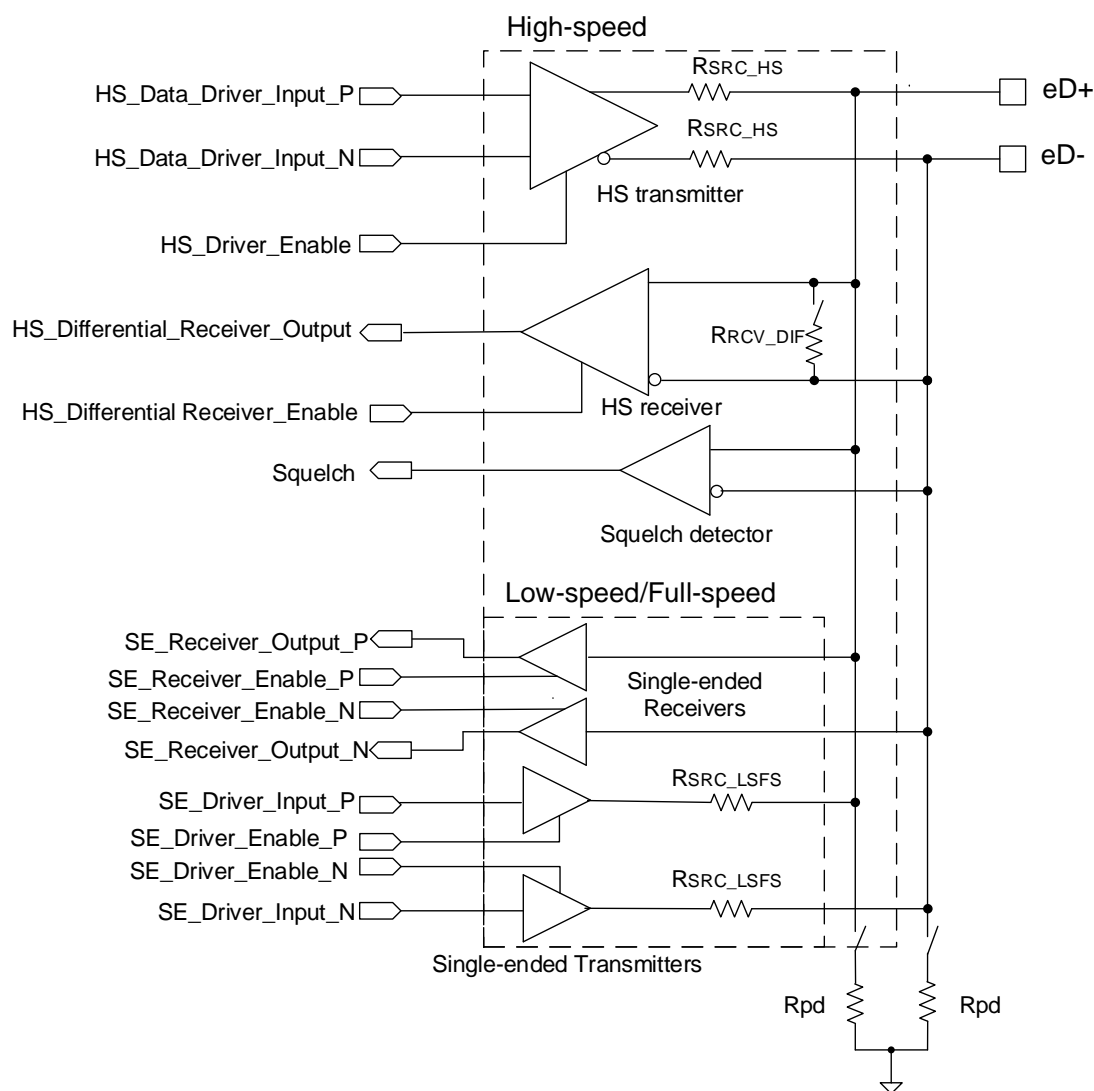 High-speed
HS_Data_Driver_Input_P
RSRC_HS
eD+
HS_Data_Driver_Input_N
RSRC_HS
eD-
HS transmitter
HS_Driver_Enable
HS_Differential_Receiver_Output
RRCV_DIF
HS_Differential Receiver_Enable
HS receiver
Squelch
Squelch detector
Low-speed/Full-speed
SE_Receiver_Output_P
SE_Receiver_Enable_P
Single-ended
Receivers
SE_Receiver_Enable_N
SE_Receiver_Output_N
SE_Driver_Input_P
RSRC_LSFS
SE_Driver_Enable_P
SE_Driver_Enable_N
RSRC_LSFS
SE_Driver_Input_N
Single-ended Transmitters
Rpd
Rpd